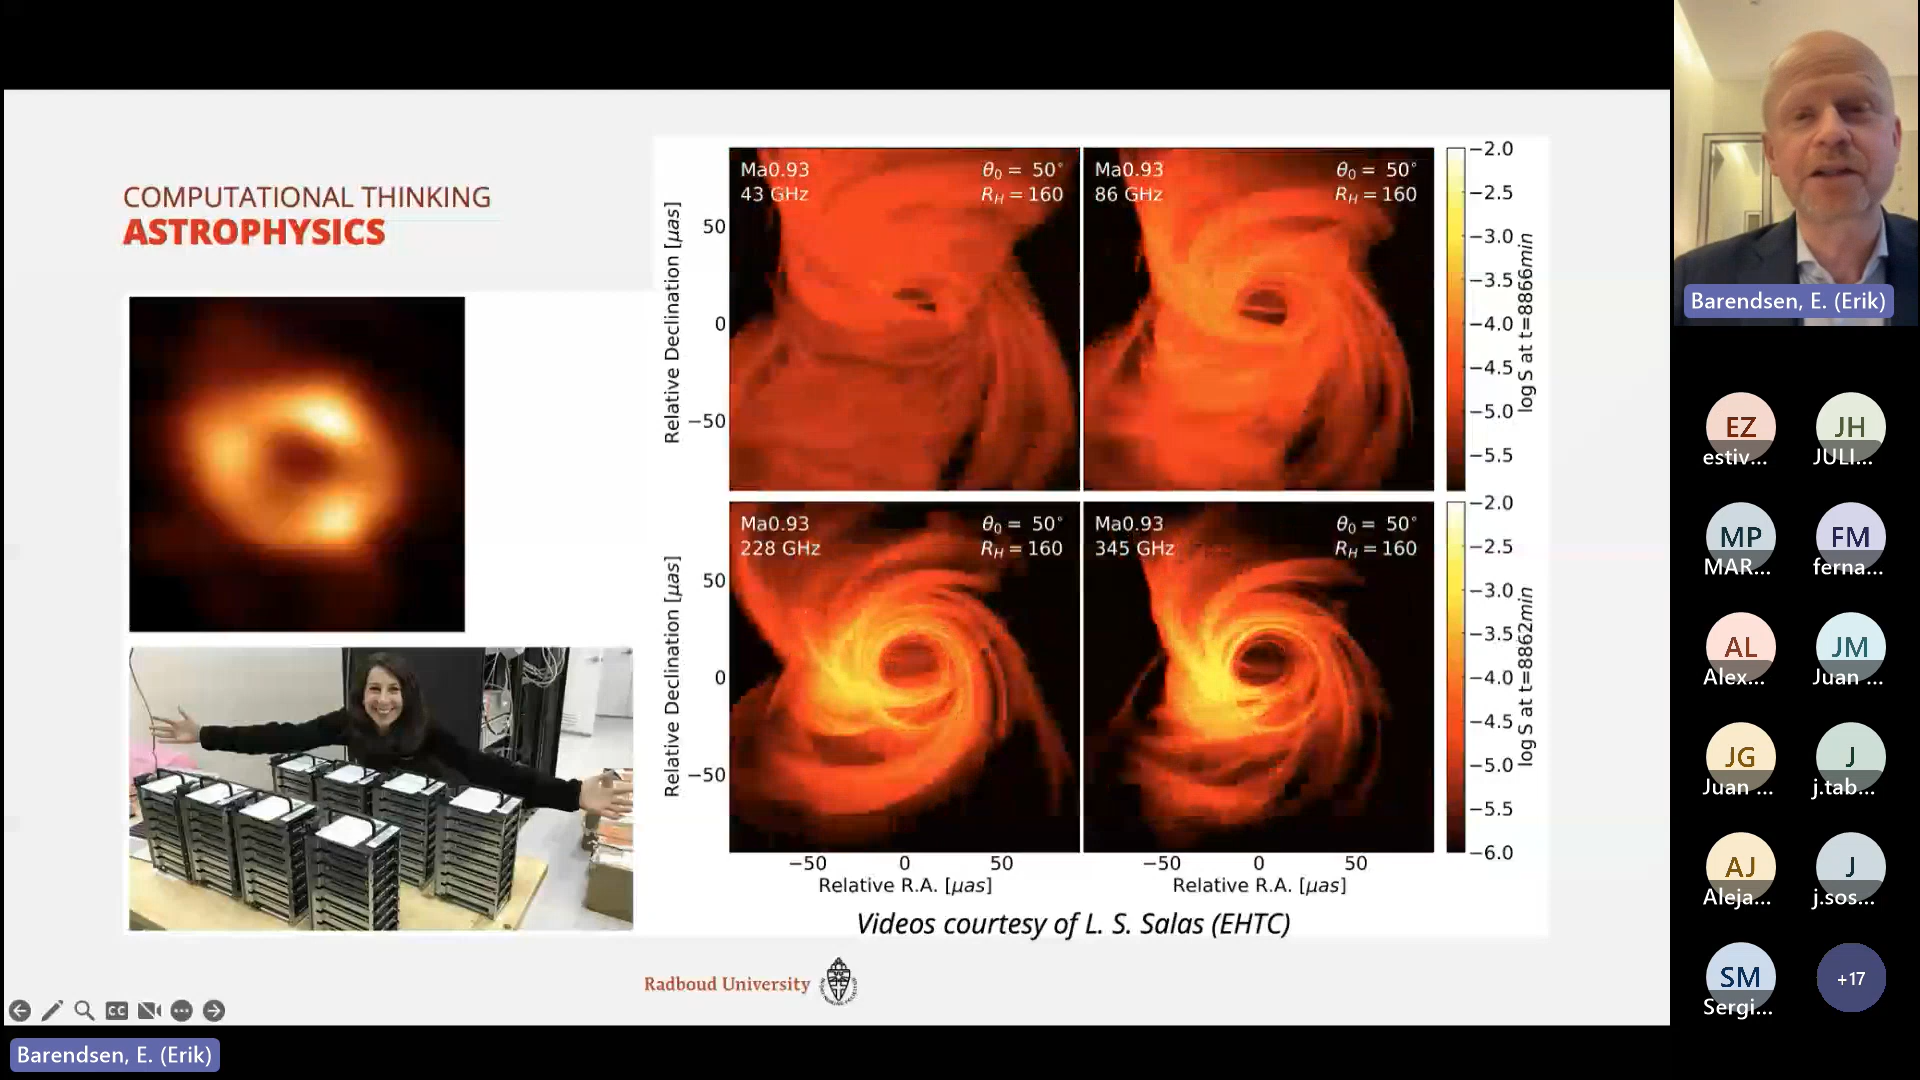 COMPUTATIONAL THINKING
ASTROPHYSICS
Ma0.93
43 GHz
θ₀ = 50°
R_H = 160
Ma0.93
86 GHz
θ₀ = 50°
R_H = 160
Relative Declination [μas]
50
0
−50
−2.0
−2.5
−3.0
−3.5
−4.0
−4.5
−5.0
−5.5
log S at t=8866min
Ma0.93
228 GHz
θ₀ = 50°
R_H = 160
Ma0.93
345 GHz
θ₀ = 50°
R_H = 160
Relative Declination [μas]
50
0
−50
−2.0
−2.5
−3.0
−3.5
−4.0
−4.5
−5.0
−5.5
−6.0
log S at t=8862min
−50 0 50
Relative R.A. [μas]
−50 0 50
Relative R.A. [μas]
Videos courtesy of L. S. Salas (EHTC)
Radboud University
CC
Barendsen, E. (Erik)
Barendsen, E. (Erik)
EZ
estiv...
JH
JULI...
MP
MAR...
FM
ferna...
AL
Alex...
JM
Juan ...
JG
Juan ...
J
j.tab...
AJ
Aleja...
J
j.sos...
SM
Sergi...
+17